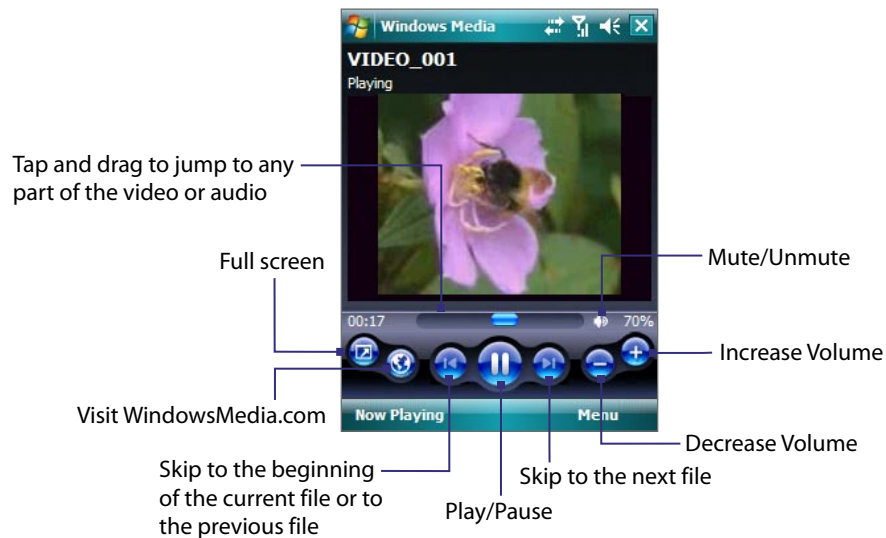 Windows Media
VIDEO_001
Playing
Tap and drag to jump to any
part of the video or audio
Full screen
Mute/Unmute
00:17
70%
Increase Volume
Visit WindowsMedia.com
Now Playing
Menu
Decrease Volume
Skip to the beginning
of the current file or to
the previous file
Skip to the next file
Play/Pause